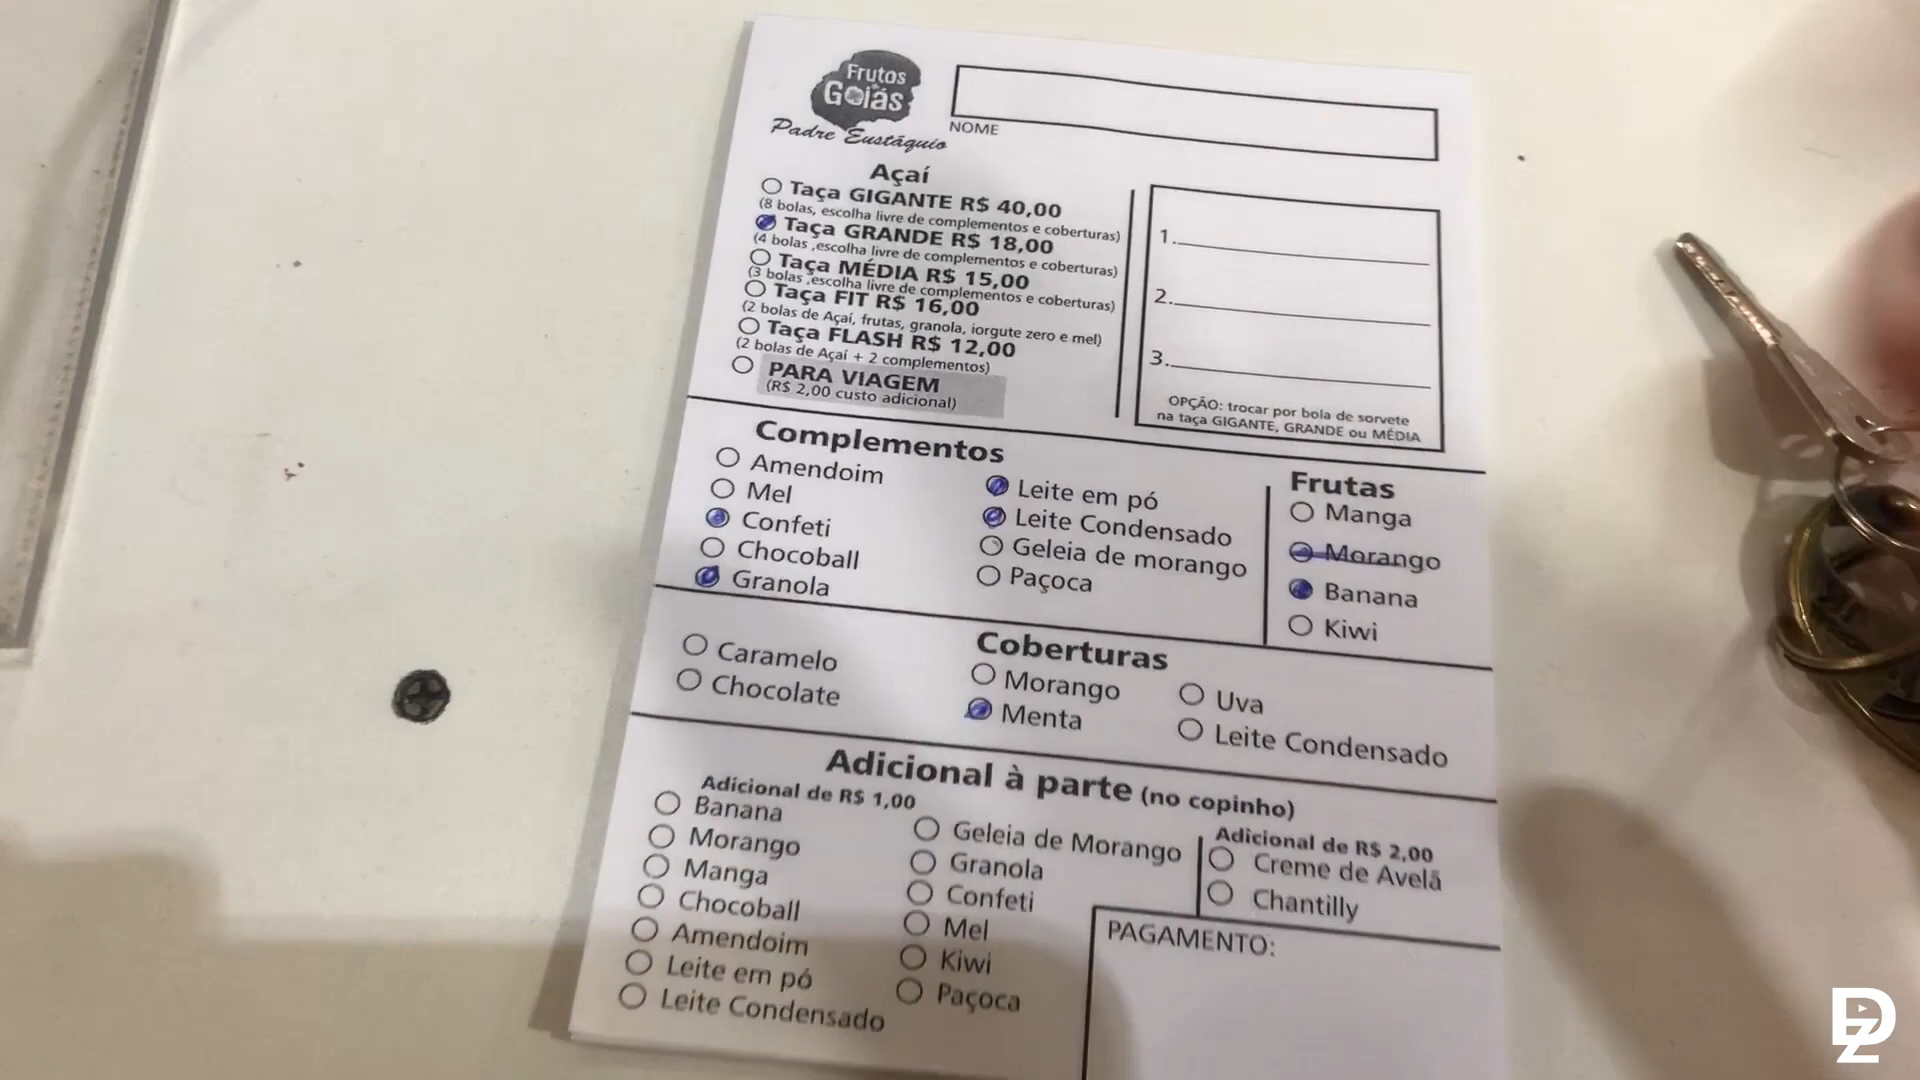 Frutos
Goiás
Padre Eustáquio
NOME
Açaí
Taça GIGANTE R$ 40,00
(8 bolas, escolha livre de complementos e coberturas)
Taça GRANDE R$ 18,00
(4 bolas ,escolha livre de complementos e coberturas)
Taça MÉDIA R$ 15,00
(3 bolas ,escolha livre de complementos e coberturas)
Taça FIT R$ 16,00
(2 bolas de Açaí, frutas, granola, iorgute zero e mel)
Taça FLASH R$ 12,00
(2 bolas de Açaí + 2 complementos)
PARA VIAGEM
(R$ 2,00 custo adicional)
1.
2.
3.
OPÇÃO: trocar por bola de sorvete
na taça GIGANTE, GRANDE ou MÉDIA
Complementos
Amendoim
Mel
Confeti
Chocoball
Granola
Leite em pó
Leite Condensado
Geleia de morango
Paçoca
Frutas
Manga
Morango
Banana
Kiwi
Coberturas
Caramelo
Chocolate
Morango
Menta
Uva
Leite Condensado
Adicional à parte (no copinho)
Adicional de R$ 1,00
Banana
Morango
Manga
Chocoball
Amendoim
Leite em pó
Leite Condensado
Geleia de Morango
Granola
Confeti
Mel
Kiwi
Paçoca
Adicional de R$ 2,00
Creme de Avelã
Chantilly
PAGAMENTO:
DZ